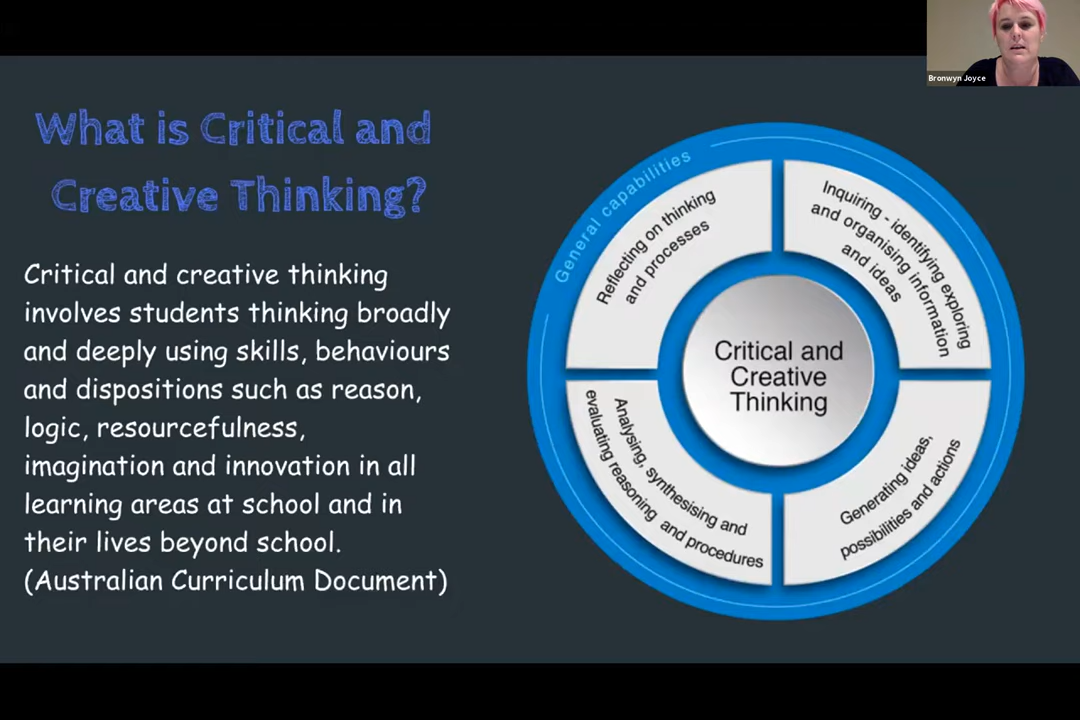 Bronwyn Joyce
What is Critical and
Creative Thinking?
Critical and creative thinking
involves students thinking broadly
and deeply using skills, behaviours
and dispositions such as reason,
logic, resourcefulness,
imagination and innovation in all
learning areas at school and in
their lives beyond school.
(Australian Curriculum Document)
General capabilities
Reflecting on thinking
and processes
Inquiring - identifying exploring
and organising information
and ideas
Critical and
Creative
Thinking
Analysing, synthesising and
evaluating reasoning and procedures
Generating ideas,
possibilities and actions